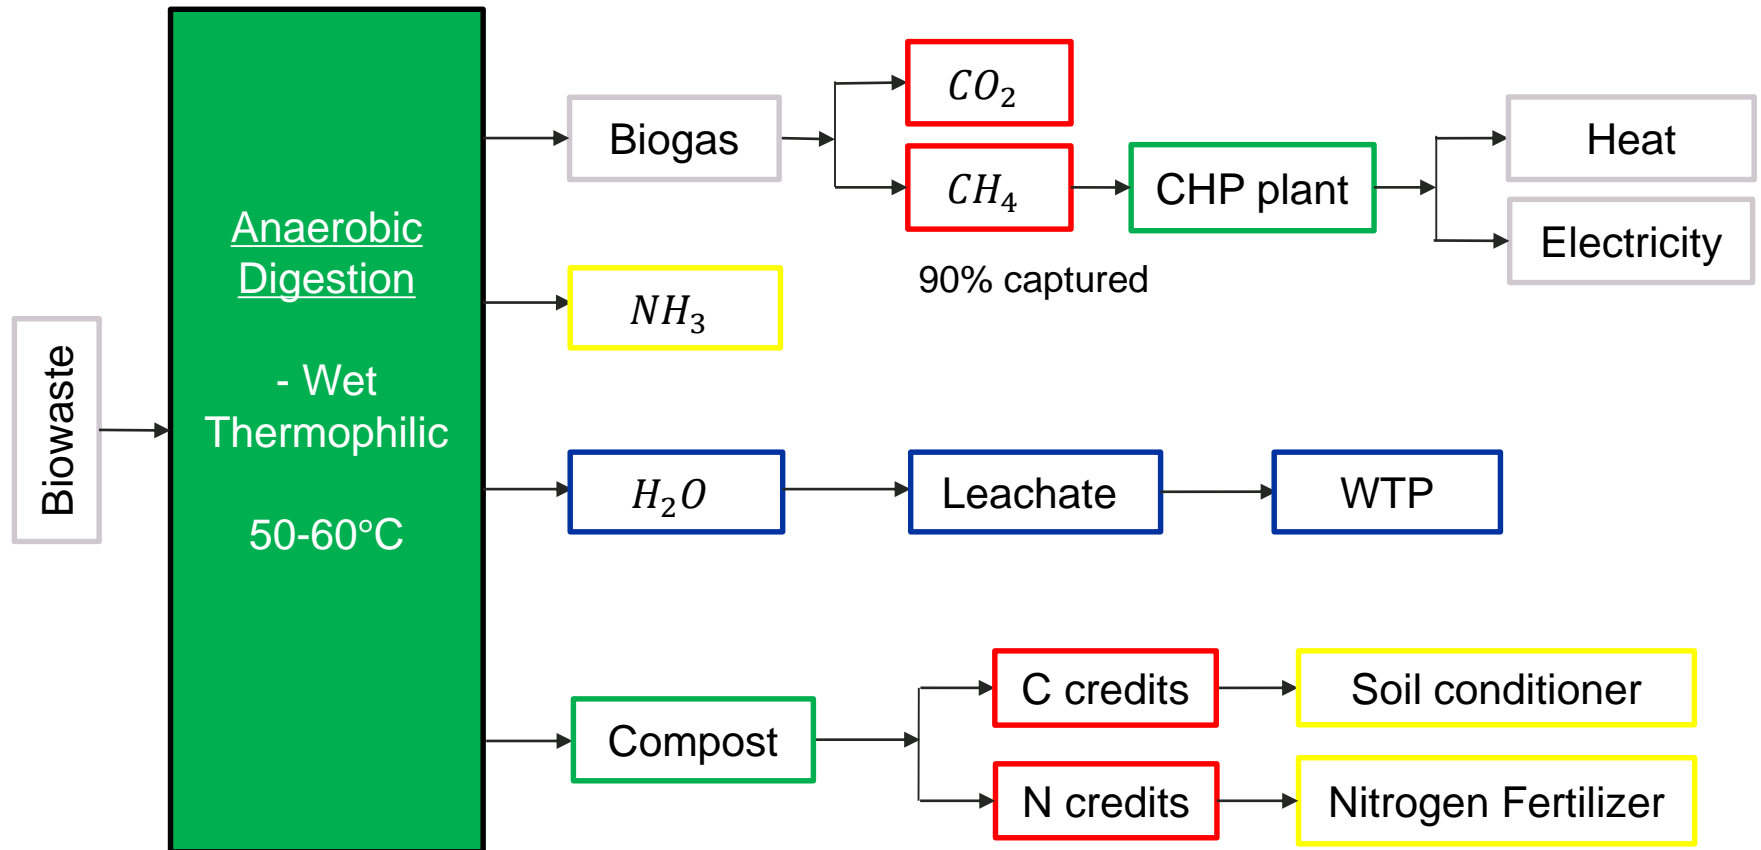 Biowaste
Anaerobic
Digestion
- Wet
Thermophilic
50-60°C
Biogas
CO₂
CH₄
90% captured
CHP plant
Heat
Electricity
NH₃
H₂O
Leachate
WTP
Compost
C credits
Soil conditioner
N credits
Nitrogen Fertilizer